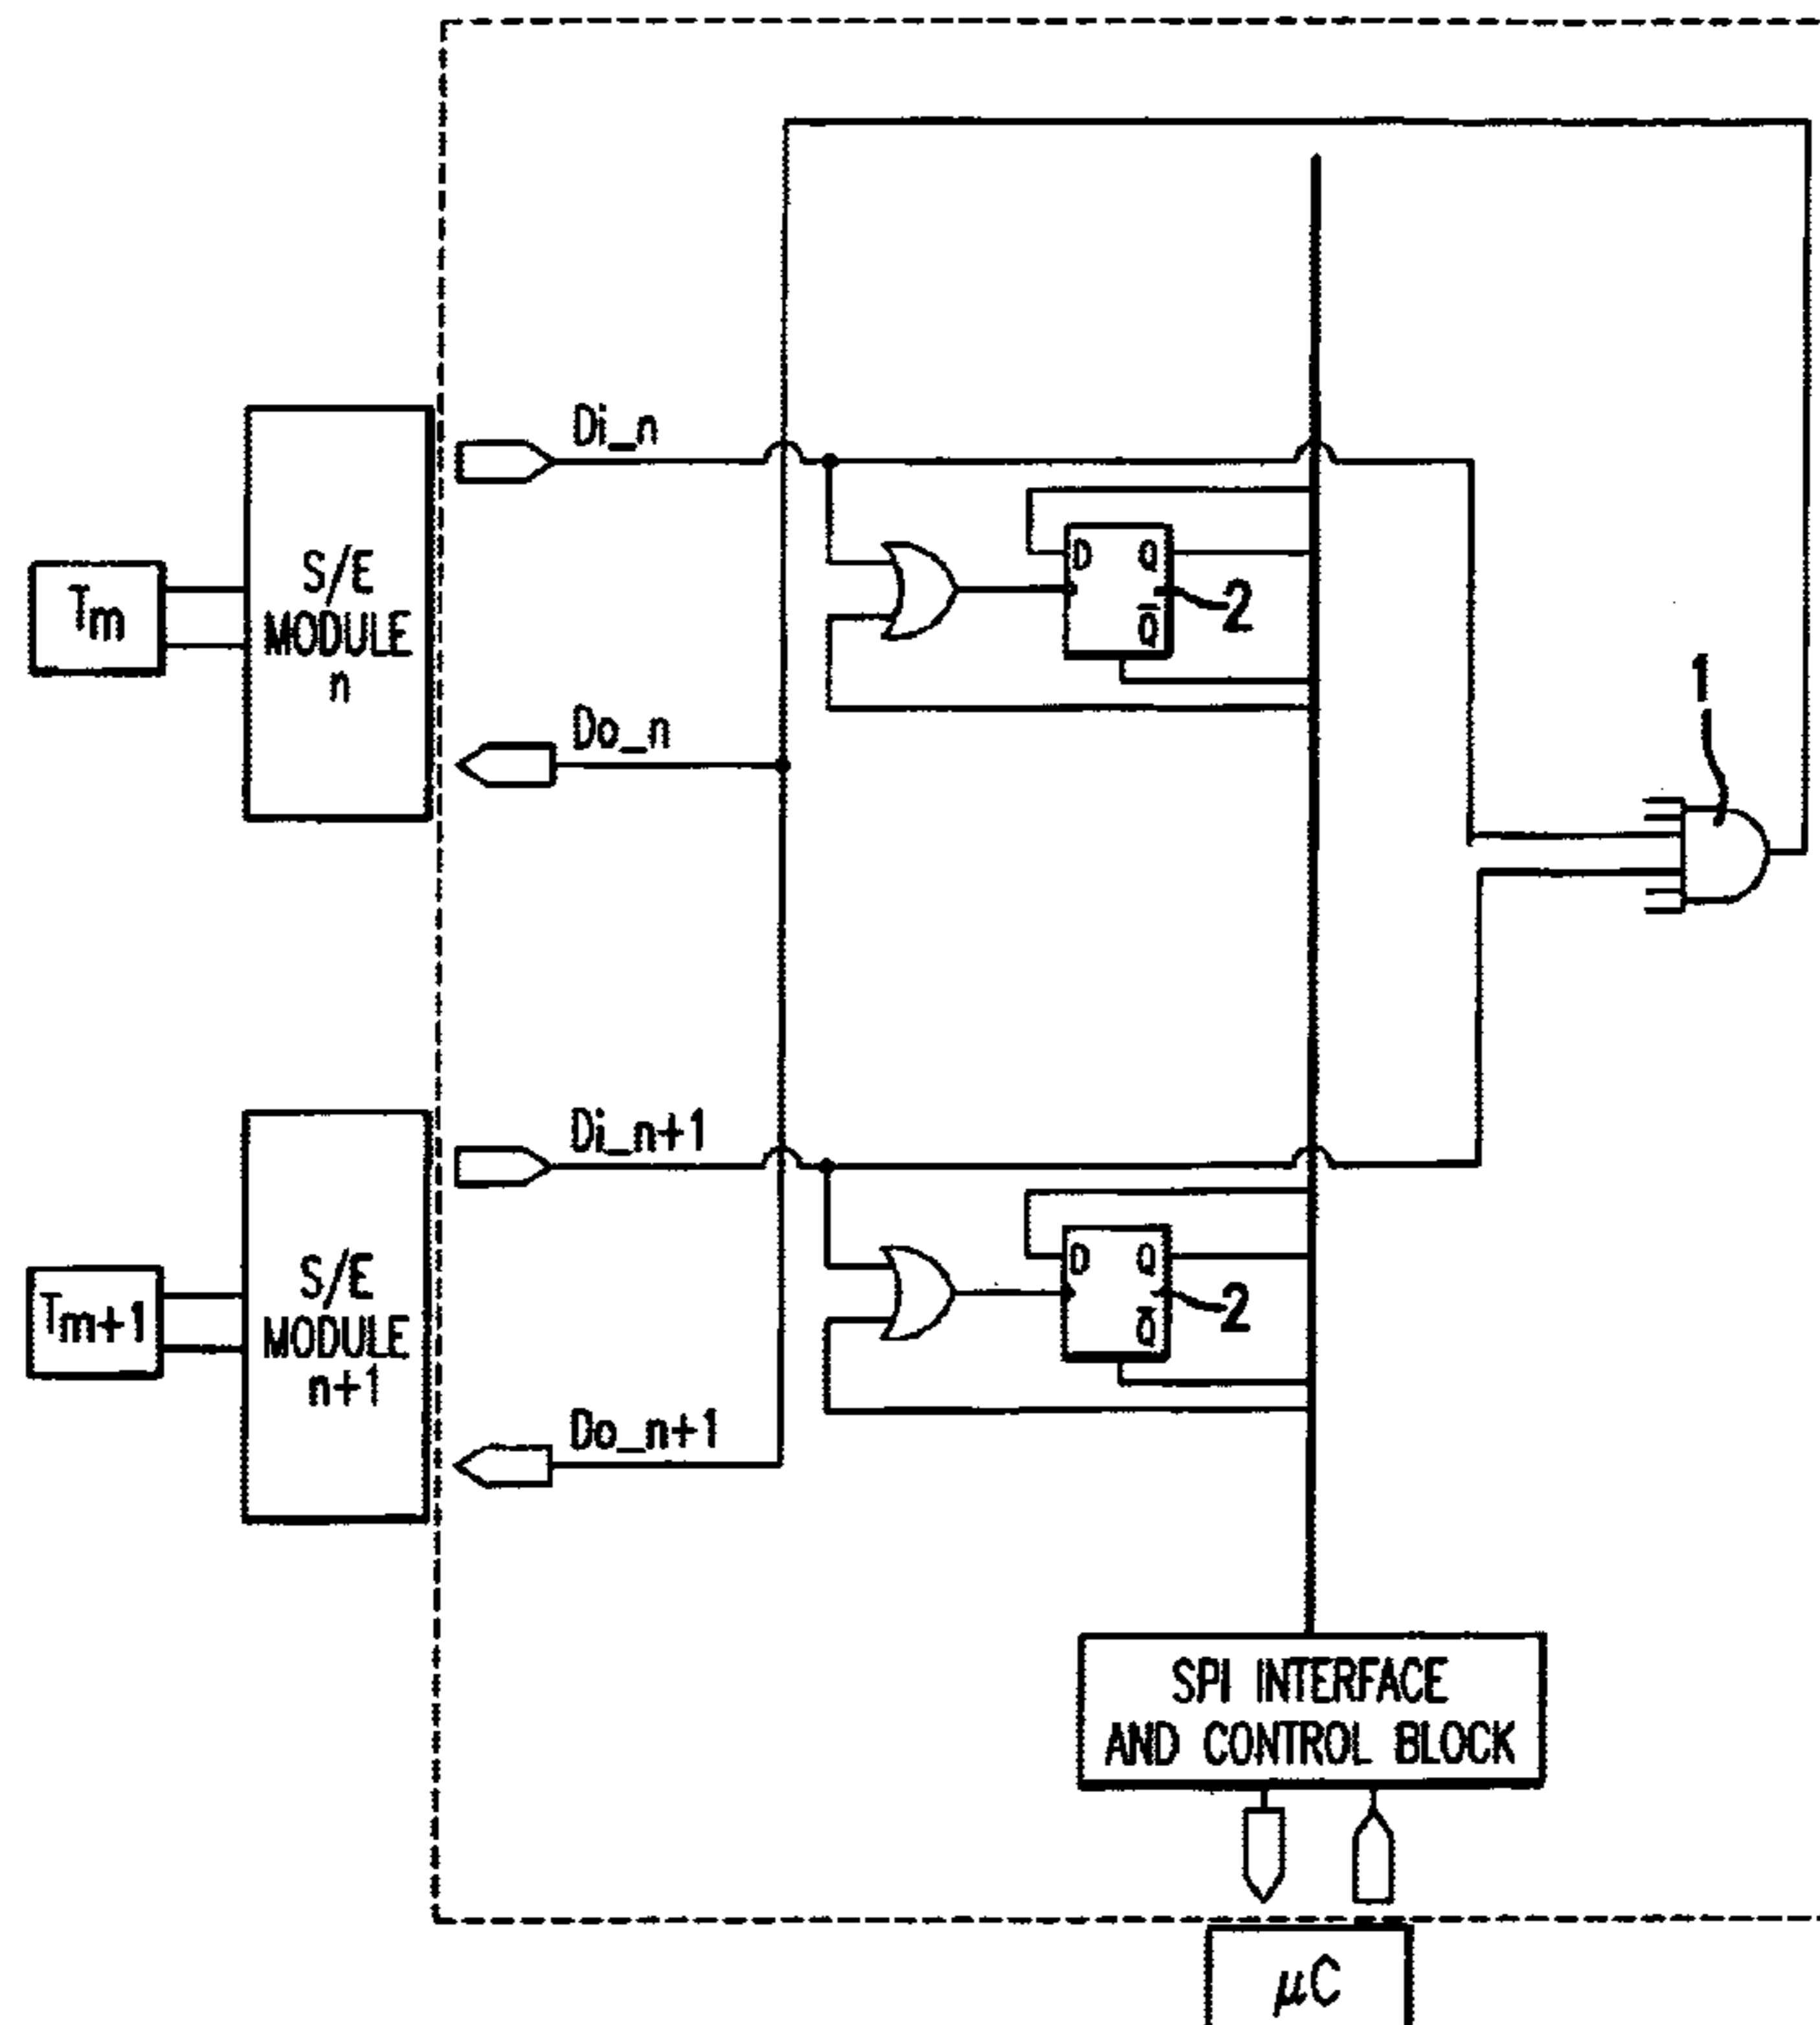 Di_n
D Q
Q̅
2
S/E
MODULE
n
Tm
Do_n
1
Di_n+1
D Q
Q̅
2
S/E
MODULE
n+1
Tm+1
Do_n+1
SPI INTERFACE
AND CONTROL BLOCK
μC